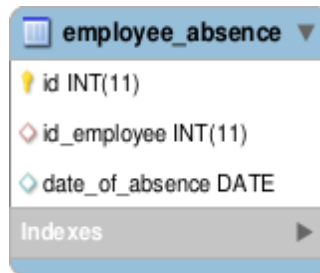 employee_absence
id INT(11)
id_employee INT(11)
date_of_absence DATE
Indexes